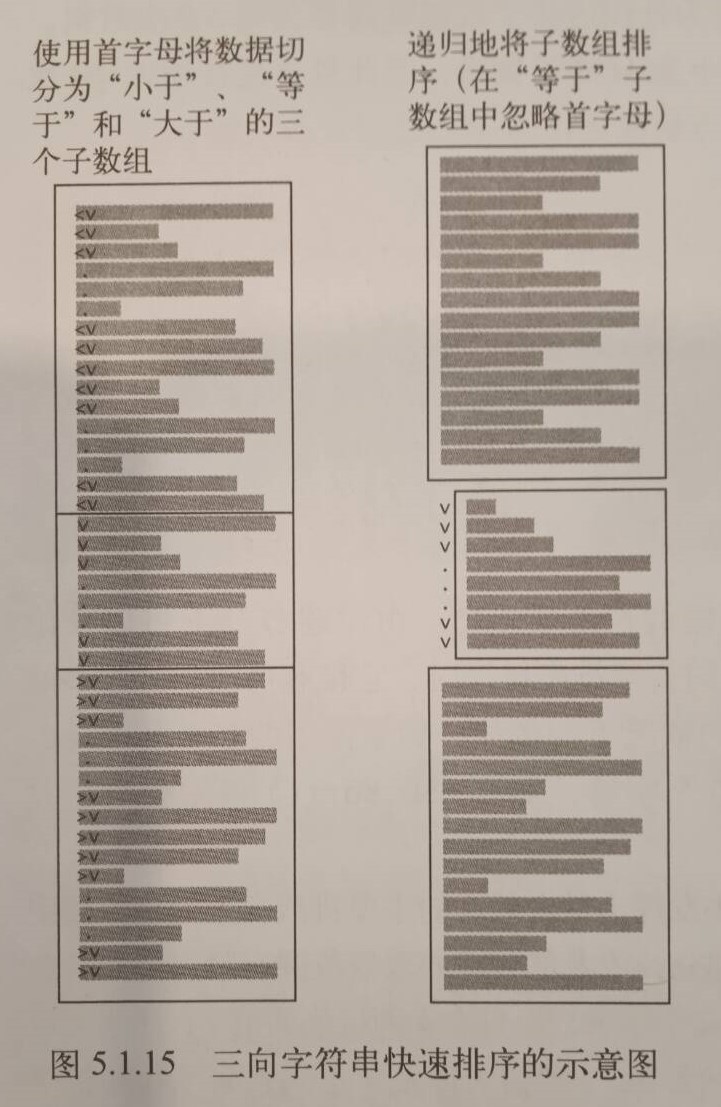 使用首字母将数据切
分为“小于”、“等
于”和“大于”的三
个子数组
递归地将子数组排
序（在“等于”子
数组中忽略首字母）
<v
<v
<v
.
.
.
<v
<v
<v
<v
<v
.
.
.
<v
<v
v
v
v
.
.
.
v
v
>v
>v
>v
.
.
.
>v
>v
>v
>v
>v
.
.
.
>v
>v
v
v
v
.
.
.
v
v
图 5.1.15 三向字符串快速排序的示意图